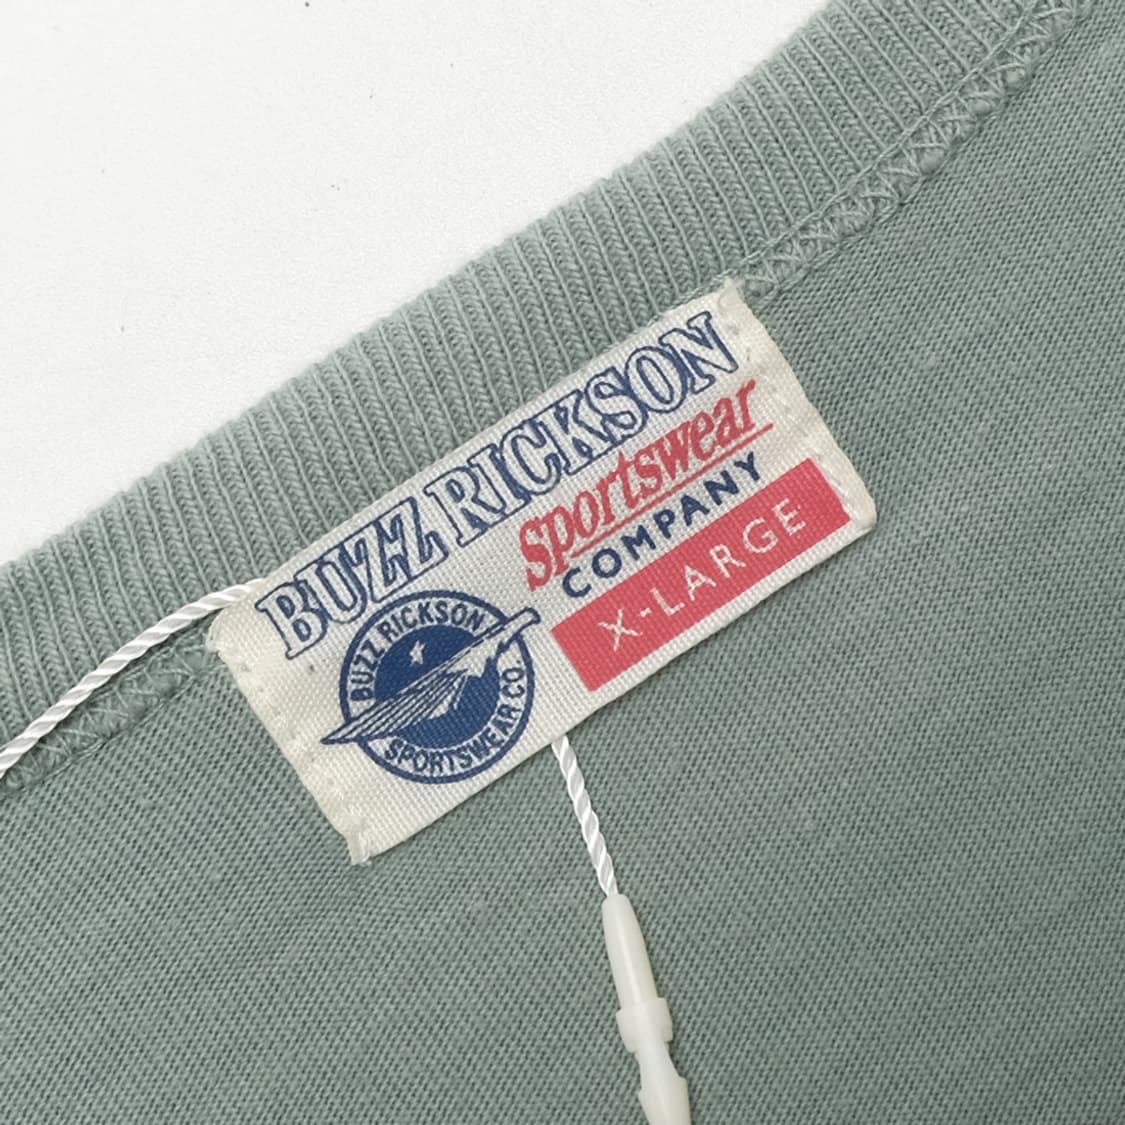 BUZZ RICKSON
Sportswear
COMPANY
X-LARGE
BUZZ RICKSON
SPORTSWEAR CO.